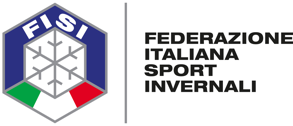 FISI
FEDERAZIONE
ITALIANA
SPORT
INVERNALI